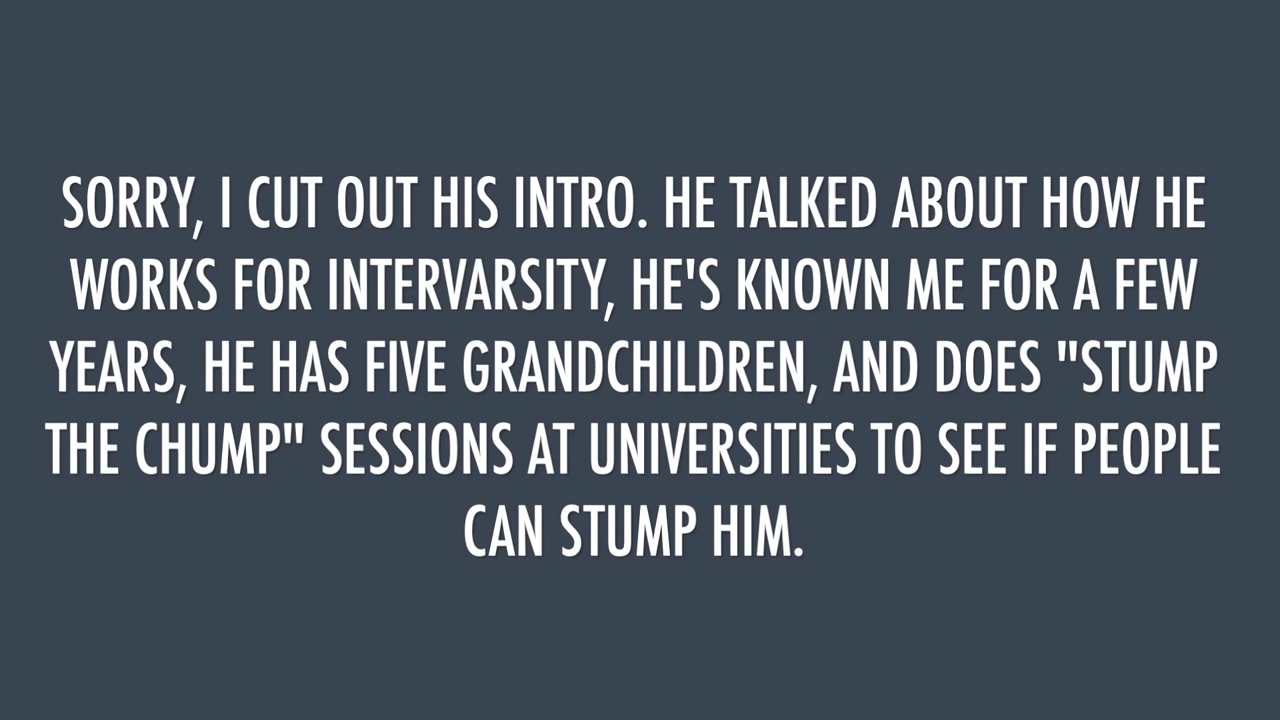 SORRY, I CUT OUT HIS INTRO. HE TALKED ABOUT HOW HE
WORKS FOR INTERVARSITY, HE'S KNOWN ME FOR A FEW
YEARS, HE HAS FIVE GRANDCHILDREN, AND DOES "STUMP
THE CHUMP" SESSIONS AT UNIVERSITIES TO SEE IF PEOPLE
CAN STUMP HIM.